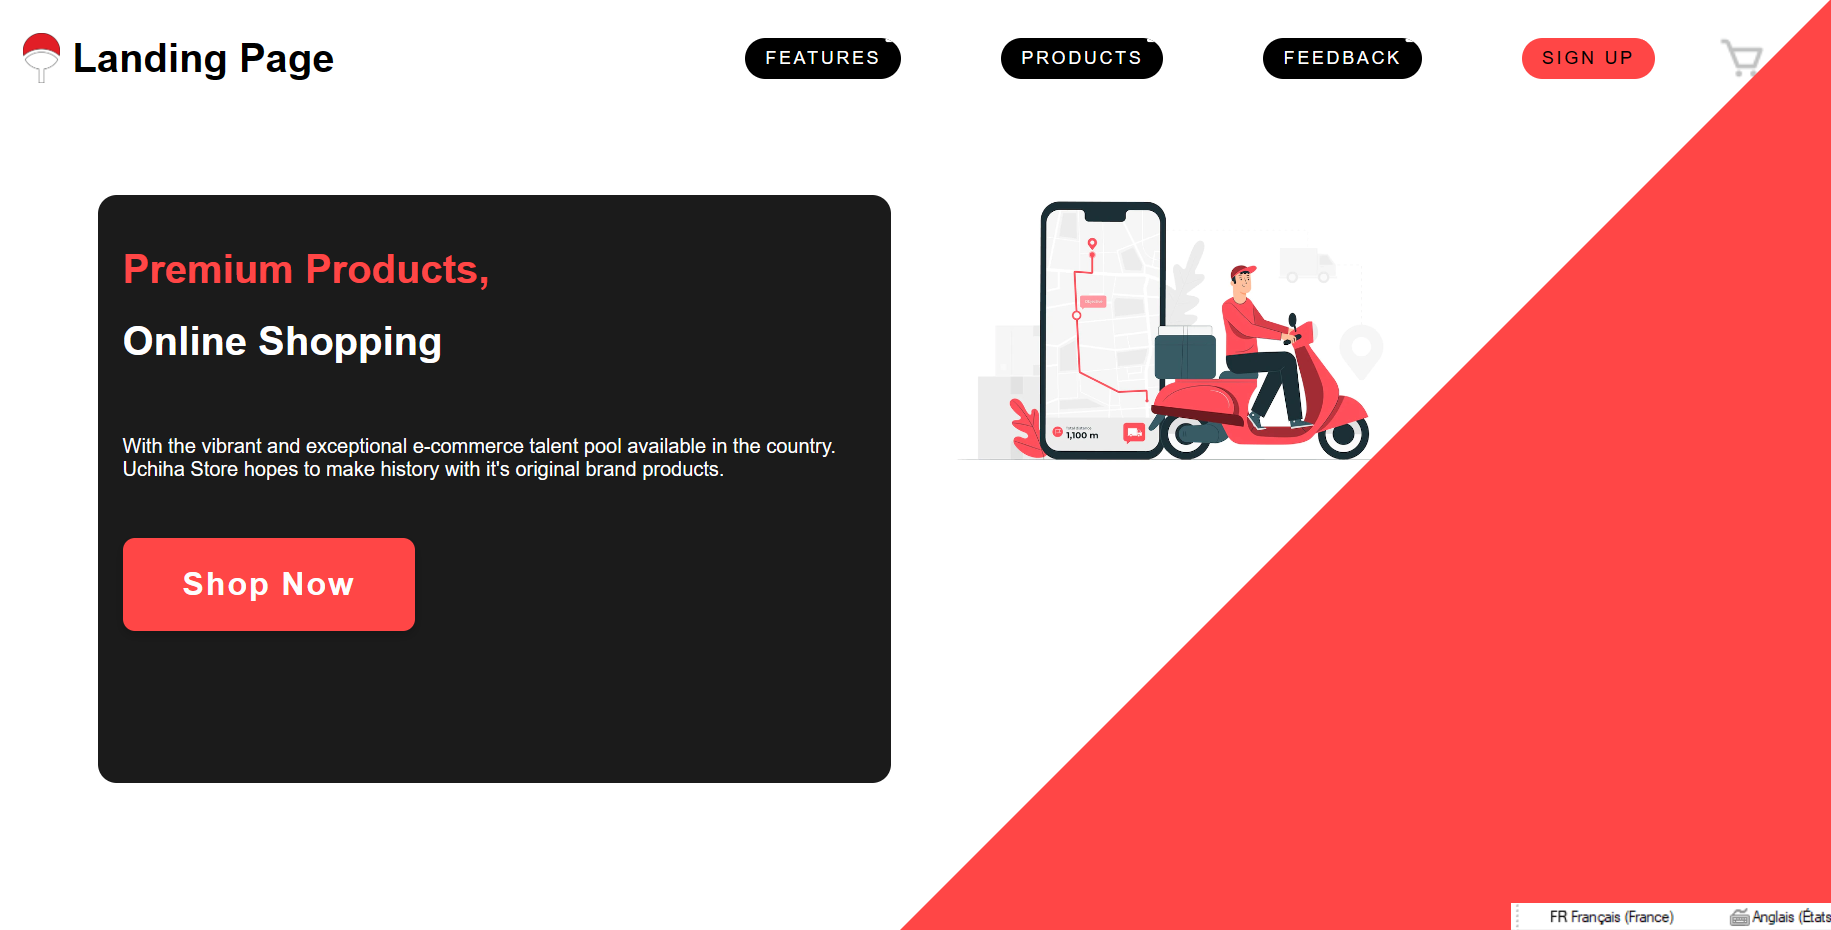 Landing Page
FEATURES
PRODUCTS
FEEDBACK
SIGN UP
Premium Products,
Online Shopping
With the vibrant and exceptional e-commerce talent pool available in the country.
Uchiha Store hopes to make history with it's original brand products.
Shop Now
1,100 m
FR Français (France)
Anglais (États